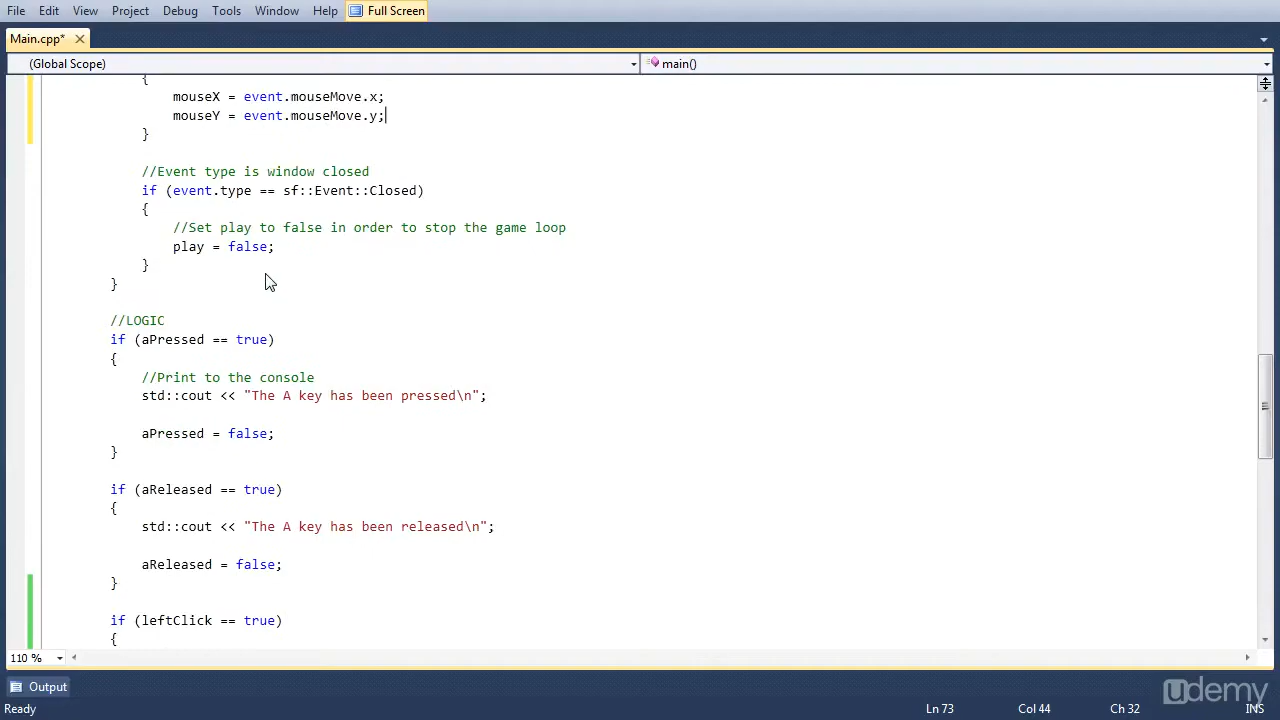 File Edit View Project Debug Tools Window Help Full Screen
Main.cpp*
(Global Scope) main()
{
mouseX = event.mouseMove.x;
mouseY = event.mouseMove.y;
}
//Event type is window closed
if (event.type == sf::Event::Closed)
{
//Set play to false in order to stop the game loop
play = false;
}
}
//LOGIC
if (aPressed == true)
{
//Print to the console
std::cout << "The A key has been pressed\n";
aPressed = false;
}
if (aReleased == true)
{
std::cout << "The A key has been released\n";
aReleased = false;
}
if (leftClick == true)
{
110 %
Output
udemy
Ready Ln 73 Col 44 Ch 32 INS